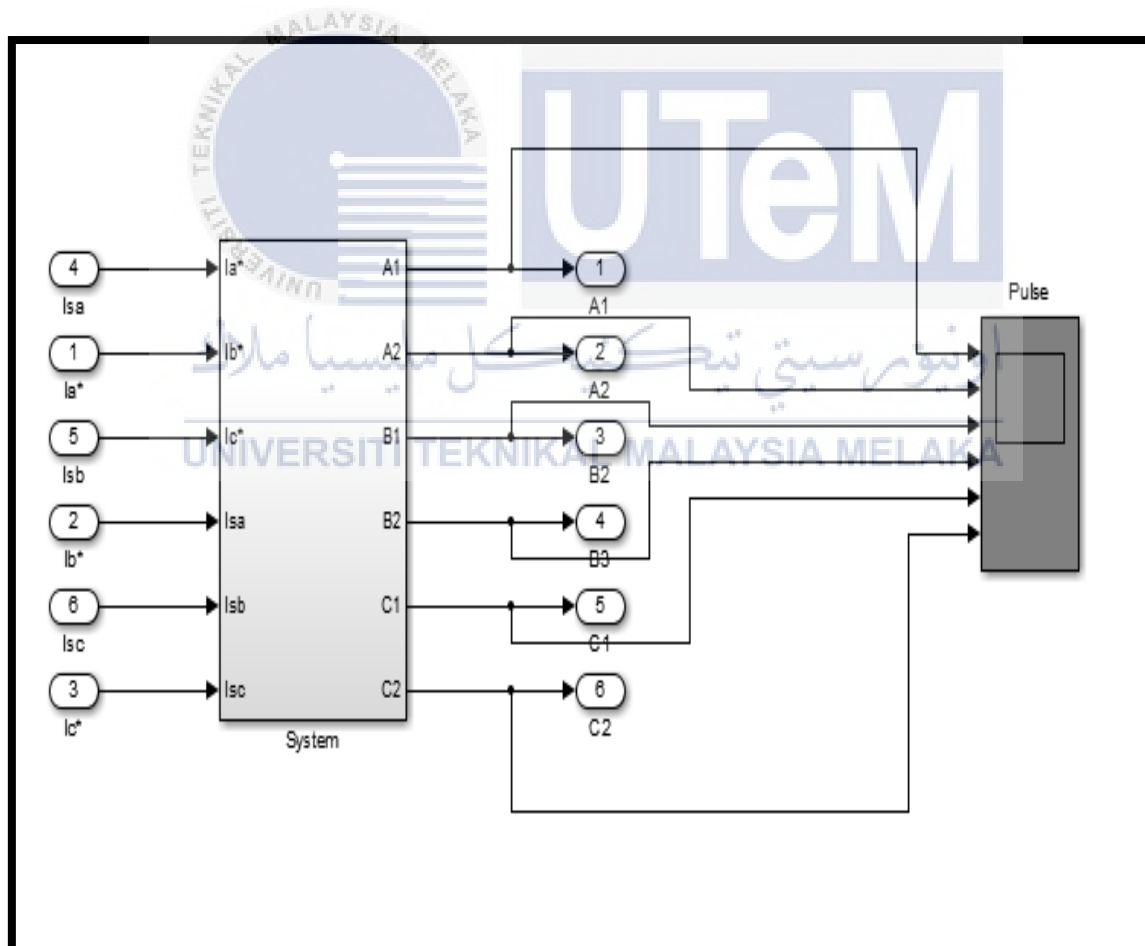 UNIVERSITI TEKNIKAL MALAYSIA MELAKA
UTeM
اونيورسيتي تيكنيكل مليسيا ملاك
UNIVERSITI TEKNIKAL MALAYSIA MELAKA
4
Isa
1
Ia*
5
Isb
2
Ib*
6
Isc
3
Ic*
Ia*
Ib*
Ic*
Isa
Isb
Isc
A1
A2
B1
B2
C1
C2
System
1
A1
2
A2
3
B2
4
B3
5
C1
6
C2
Pulse